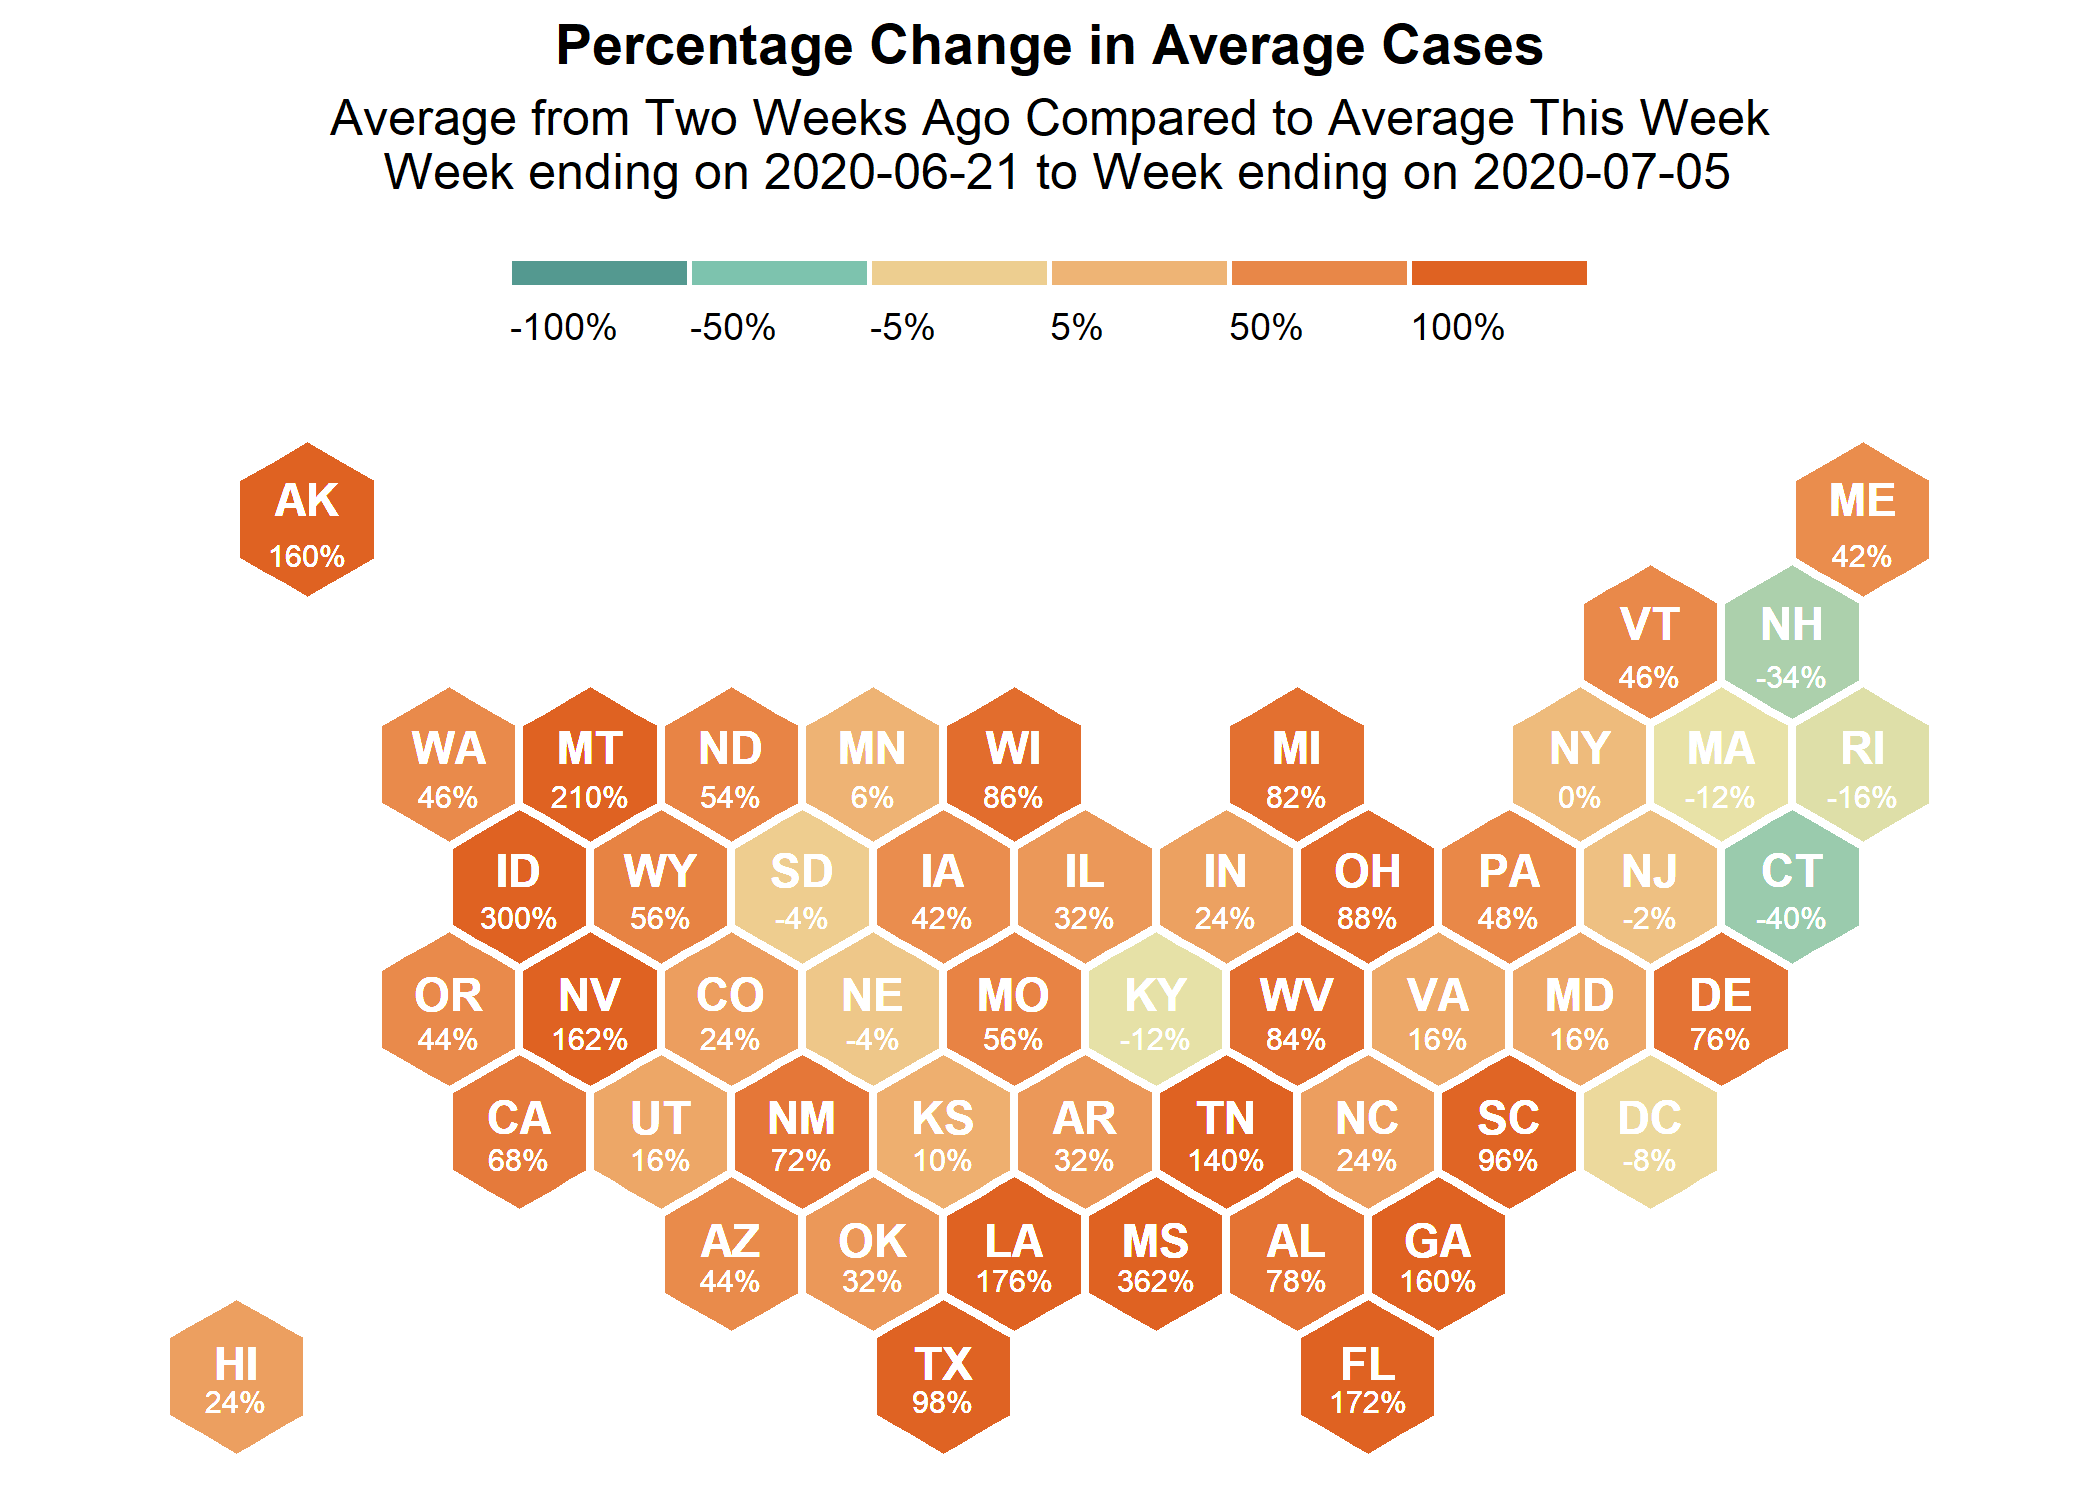 Percentage Change in Average Cases
Average from Two Weeks Ago Compared to Average This Week
Week ending on 2020-06-21 to Week ending on 2020-07-05
-100% -50% -5% 5% 50% 100%
AK ME
160% 42%
VT NH
46% -34%
WA MT ND MN WI MI NY MA RI
46% 210% 54% 6% 86% 82% 0% -12% -16%
ID WY SD IA IL IN OH PA NJ CT
300% 56% -4% 42% 32% 24% 88% 48% -2% -40%
OR NV CO NE MO KY WV VA MD DE
44% 162% 24% -4% 56% -12% 84% 16% 16% 76%
CA UT NM KS AR TN NC SC DC
68% 16% 72% 10% 32% 140% 24% 96% -8%
AZ OK LA MS AL GA
44% 32% 176% 362% 78% 160%
HI TX FL
24% 98% 172%